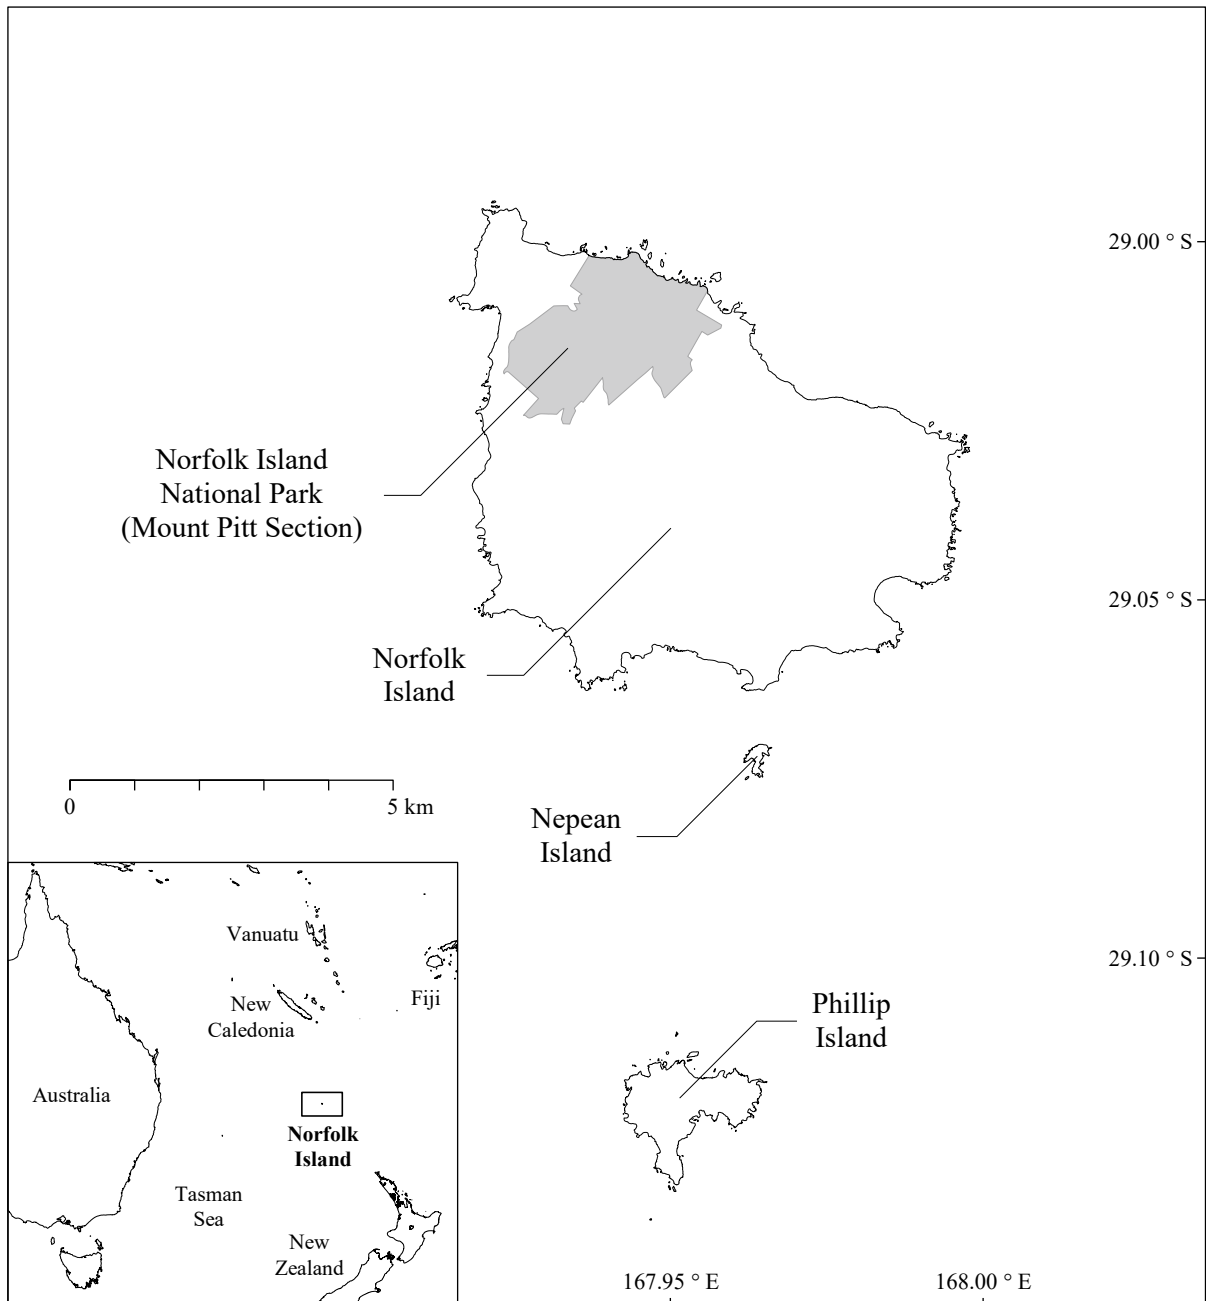 29.00 ° S
Norfolk Island
National Park
(Mount Pitt Section)
29.05 ° S
Norfolk
Island
0
5 km
Nepean
Island
Vanuatu
29.10 ° S
New
Caledonia
Fiji
Phillip
Island
Australia
Norfolk
Island
Tasman
Sea
New
Zealand
167.95 ° E
168.00 ° E